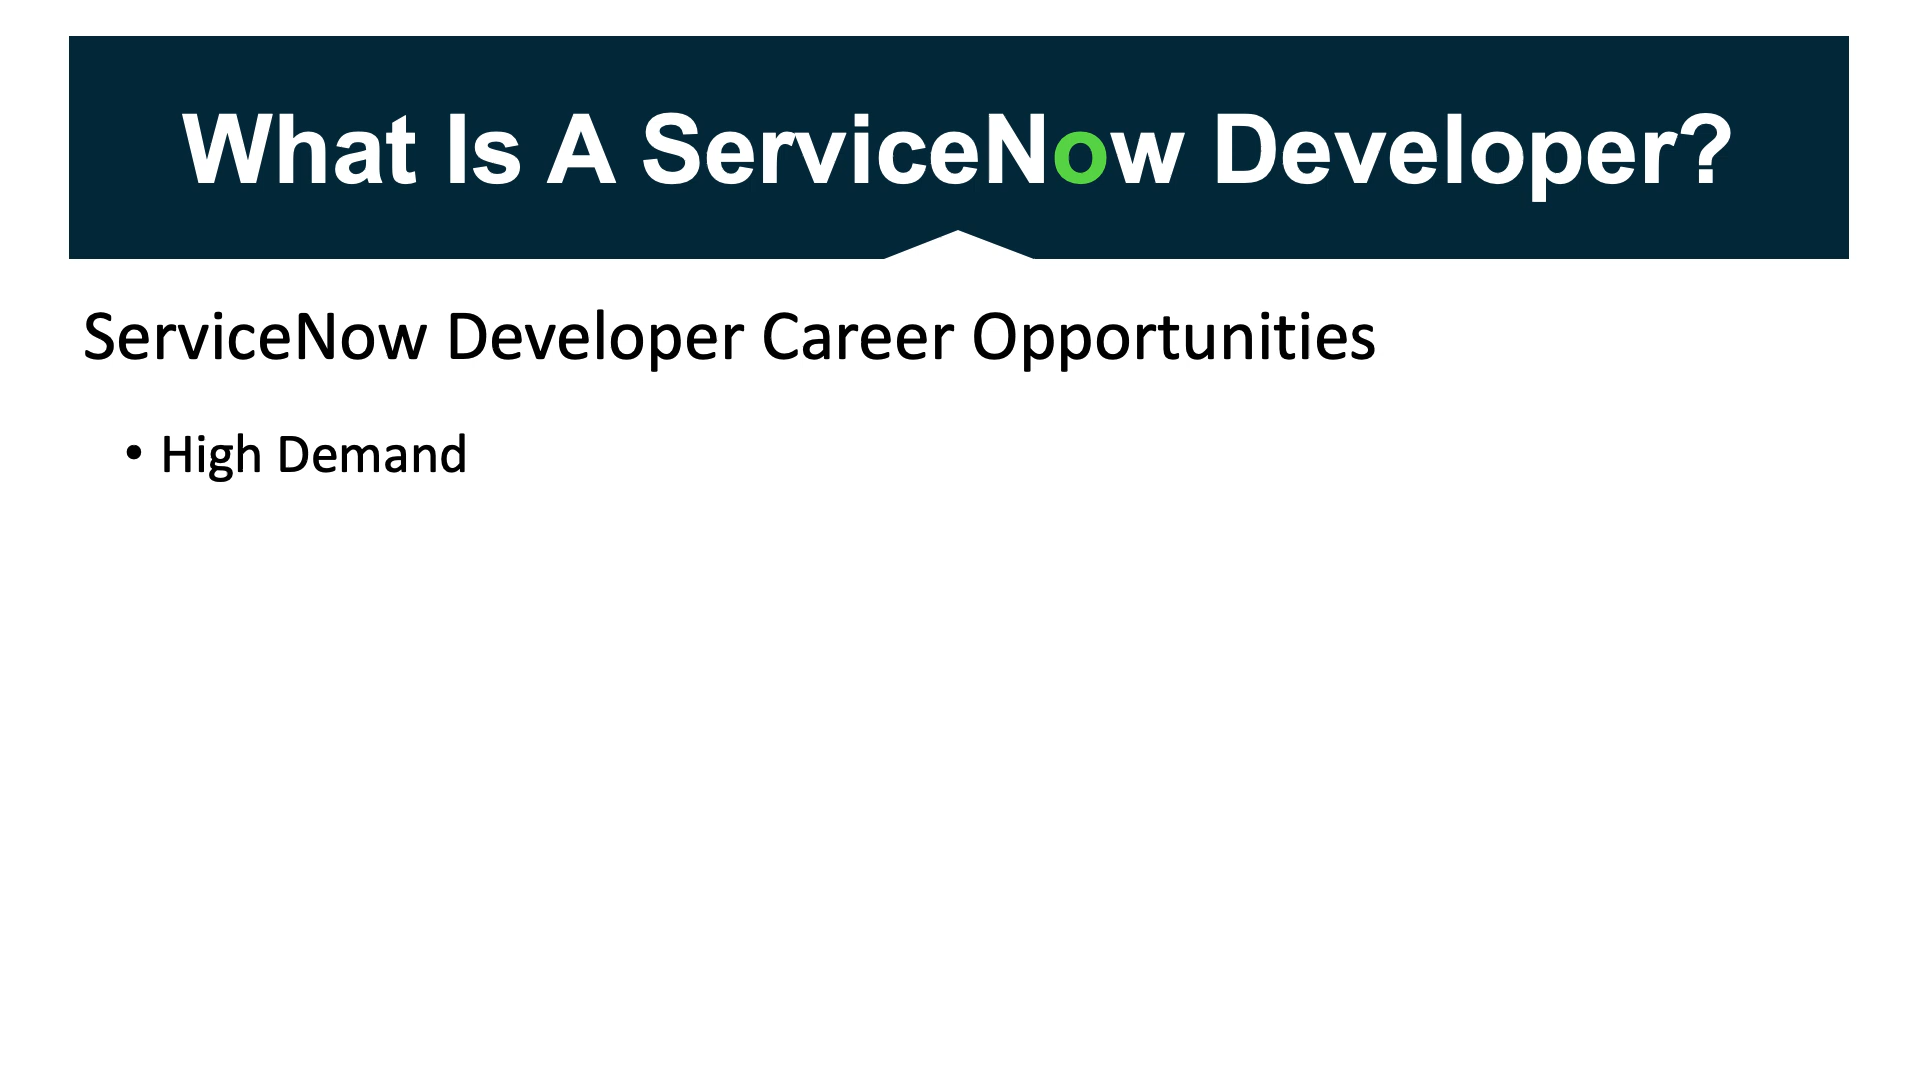 What Is A ServiceNow Developer?
ServiceNow Developer Career Opportunities
• High Demand